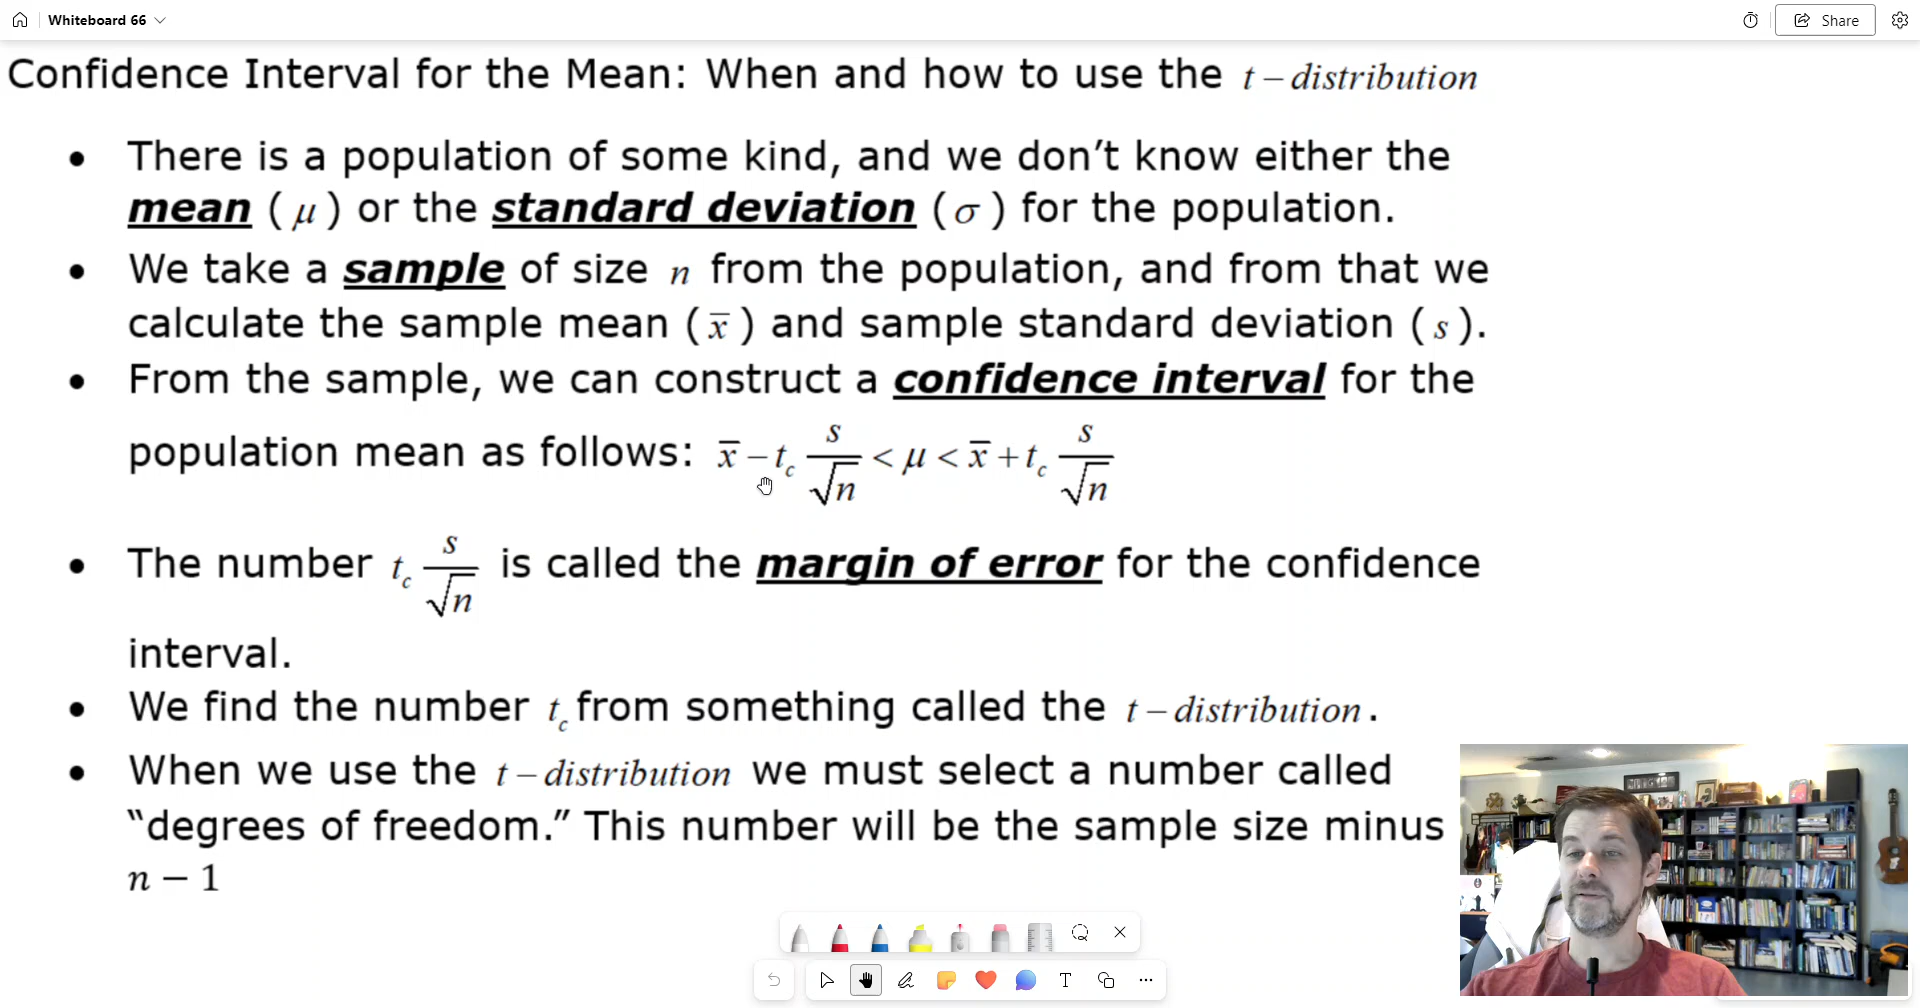 Whiteboard 66
Share
Confidence Interval for the Mean: When and how to use the t – distribution
• There is a population of some kind, and we don’t know either the
mean ( μ ) or the standard deviation ( σ ) for the population.
• We take a sample of size n from the population, and from that we
calculate the sample mean ( x̅ ) and sample standard deviation ( s ).
• From the sample, we can construct a confidence interval for the
population mean as follows: x̅ – t_c s/√n < μ < x̅ + t_c s/√n
• The number t_c s/√n is called the margin of error for the confidence
interval.
• We find the number t_c from something called the t – distribution.
• When we use the t – distribution we must select a number called
“degrees of freedom.” This number will be the sample size minus
n − 1
T